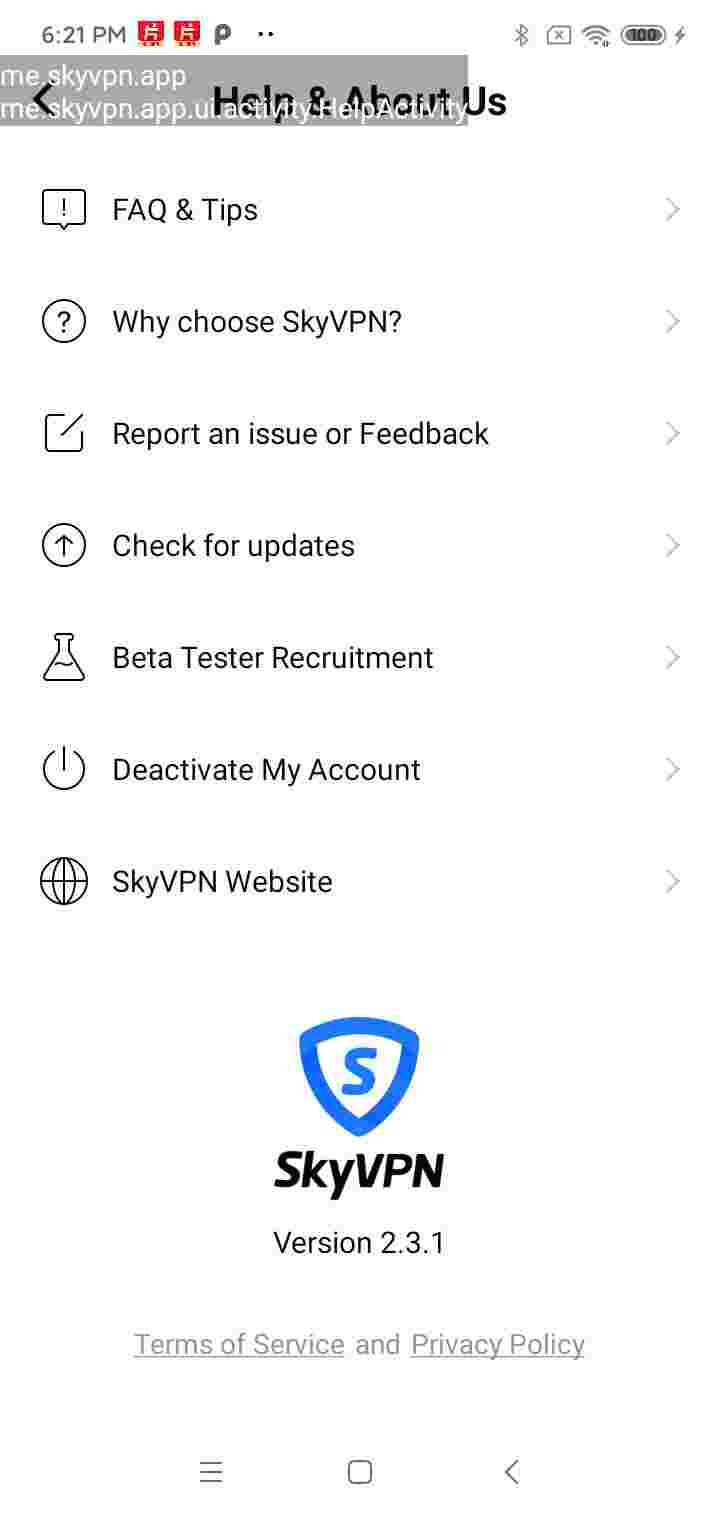 6:21 PM
100
me.skyvpn.app
me.skyvpn.app.ui.activity.HelpActivity
Help & About Us
FAQ & Tips
Why choose SkyVPN?
Report an issue or Feedback
Check for updates
Beta Tester Recruitment
Deactivate My Account
SkyVPN Website
S
SkyVPN
Version 2.3.1
Terms of Service and Privacy Policy